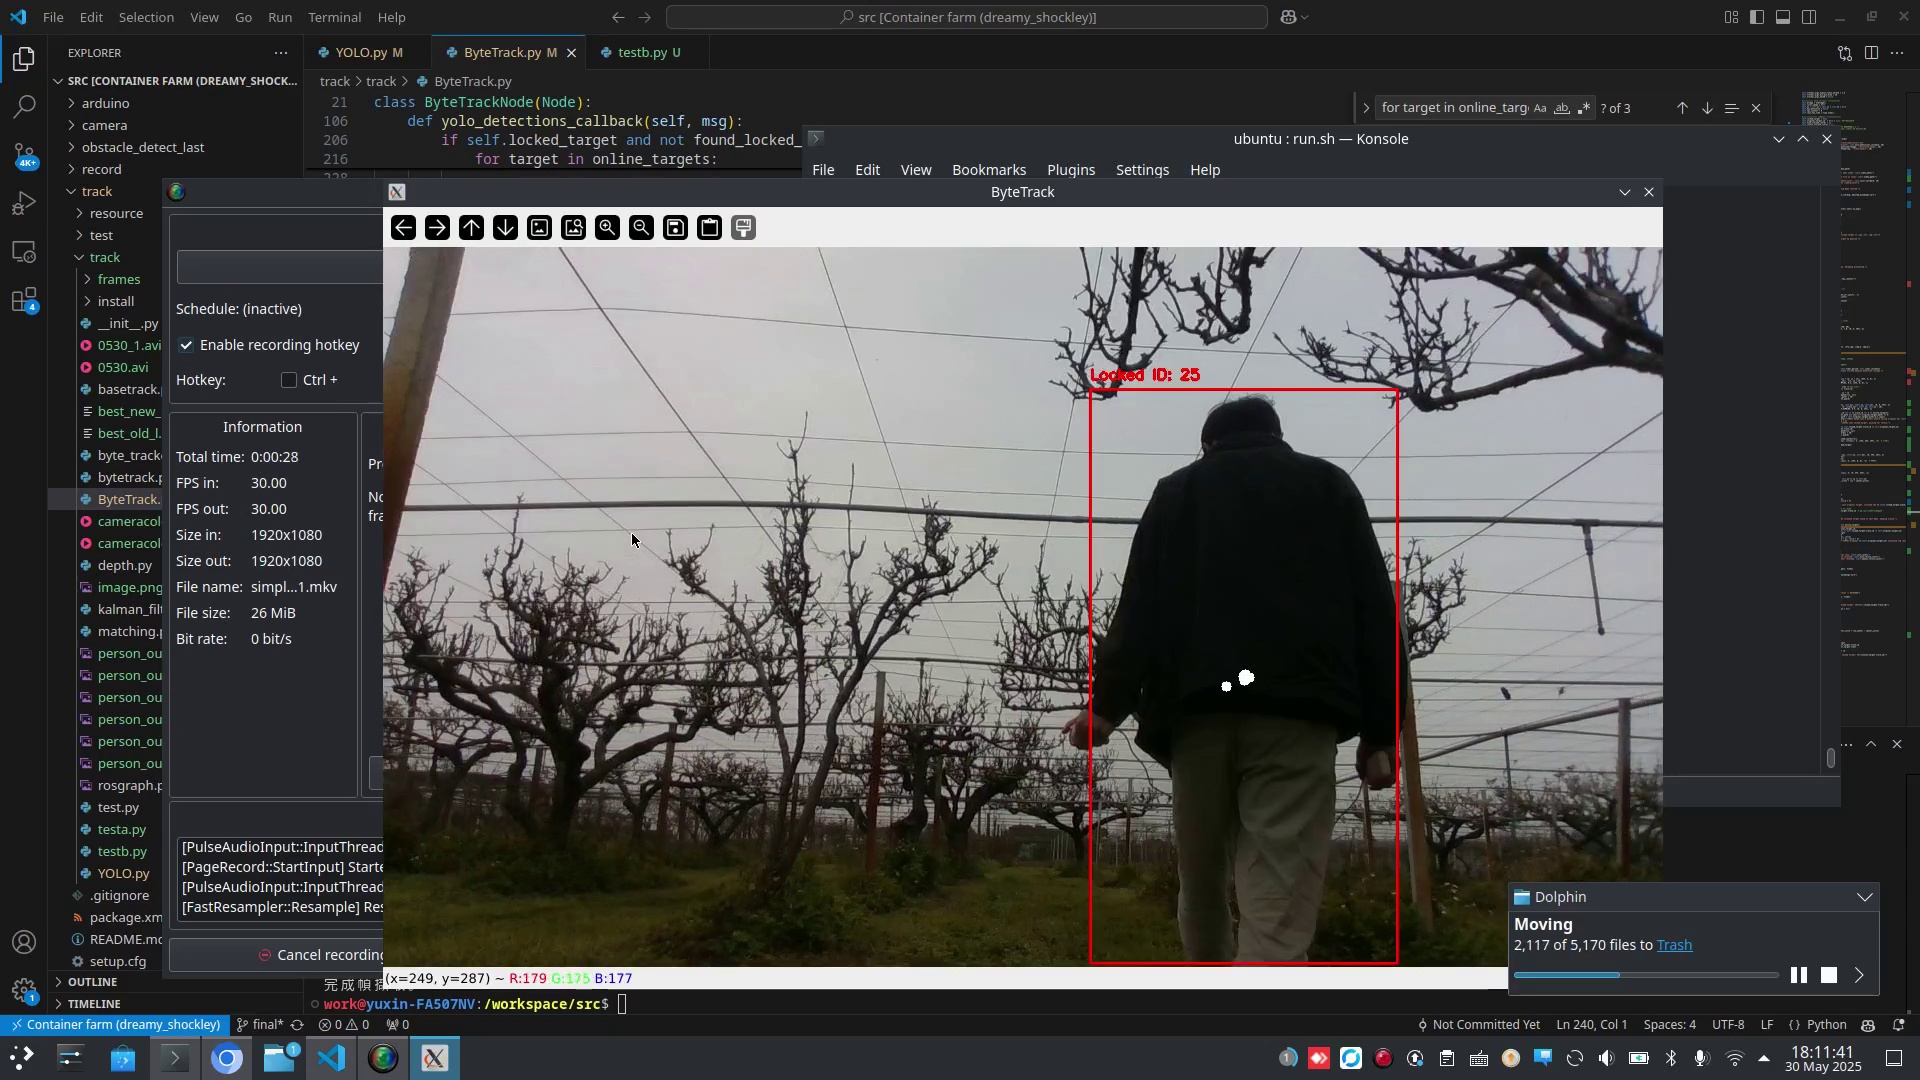 File Edit Selection View Go Run Terminal Help
src [Container farm (dreamy_shockley)]
EXPLORER
YOLO.py M
ByteTrack.py M
testb.py U
SRC [CONTAINER FARM (DREAMY_SHOCK...
track > track > ByteTrack.py
arduino
21 class ByteTrackNode(Node):
for target in online_targ
Aa ab .*
? of 3
camera
106 def yolo_detections_callback(self, msg):
obstacle_detect_last
206 if self.locked_target and not found_locked_
ubuntu : run.sh — Konsole
216 for target in online_targets:
record
File Edit View Bookmarks Plugins Settings Help
track
ByteTrack
resource
test
track
frames
install
__init__.py
0530_1.avi
0530.avi
basetrack.
best_new_
best_old_l.
byte_track
bytetrack.p
ByteTrack.
cameracol
cameracol
depth.py
image.png
kalman_filt
matching.p
person_ou
person_ou
person_ou
person_ou
person_ou
person_ou
rosgraph.p
test.py
testa.py
testb.py
YOLO.py
.gitignore
package.xm
README.md
setup.cfg
OUTLINE
TIMELINE
4K+
4
1
Schedule: (inactive)
Enable recording hotkey
Hotkey: Ctrl +
Information
Total time: 0:00:28
FPS in: 30.00
FPS out: 30.00
Size in: 1920x1080
Size out: 1920x1080
File name: simpl...1.mkv
File size: 26 MiB
Bit rate: 0 bit/s
Pr
No
fra
[PulseAudioInput::InputThread
[PageRecord::StartInput] Starte
[PulseAudioInput::InputThread
[FastResampler::Resample] Res
Cancel recording
Locked ID: 25
(x=249, y=287) ~ R:179 G:175 B:177
work@yuxin-FA507NV:/workspace/src$
Dolphin
Moving
2,117 of 5,170 files to Trash
Container farm (dreamy_shockley) final* 0 0 0
Not Committed Yet Ln 240, Col 1 Spaces: 4 UTF-8 LF {} Python
1
1
18:11:41
30 May 2025